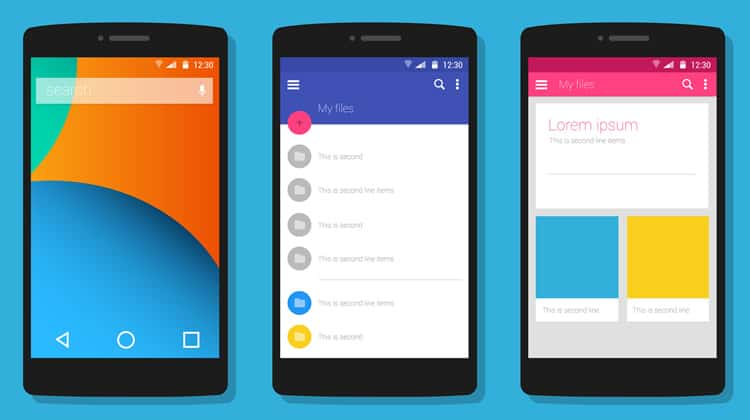 12:30
search
12:30
My files
+
This is second
This is second line items
This is second
This is second line items
This is second line items
This is second
12:30
My files
Lorem ipsum
This is second line items
This is second line
This is second line